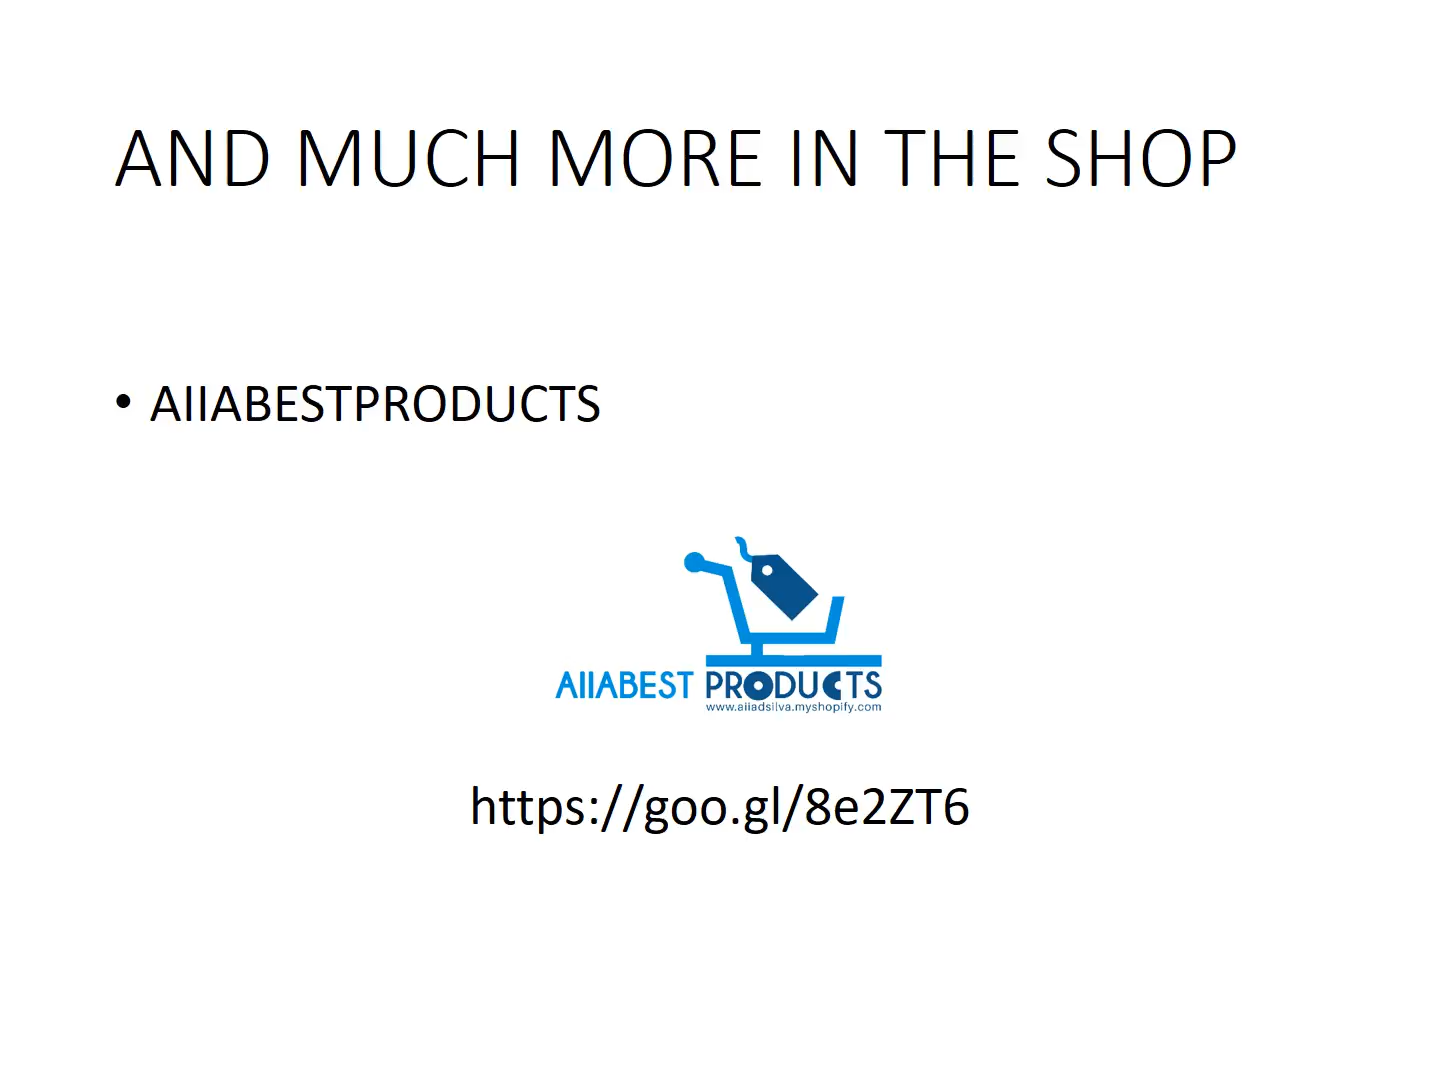 AND MUCH MORE IN THE SHOP
• AIIABESTPRODUCTS
AIIABEST PRODUCTS
www.aiiadsilva.myshopify.com
https://goo.gl/8e2ZT6